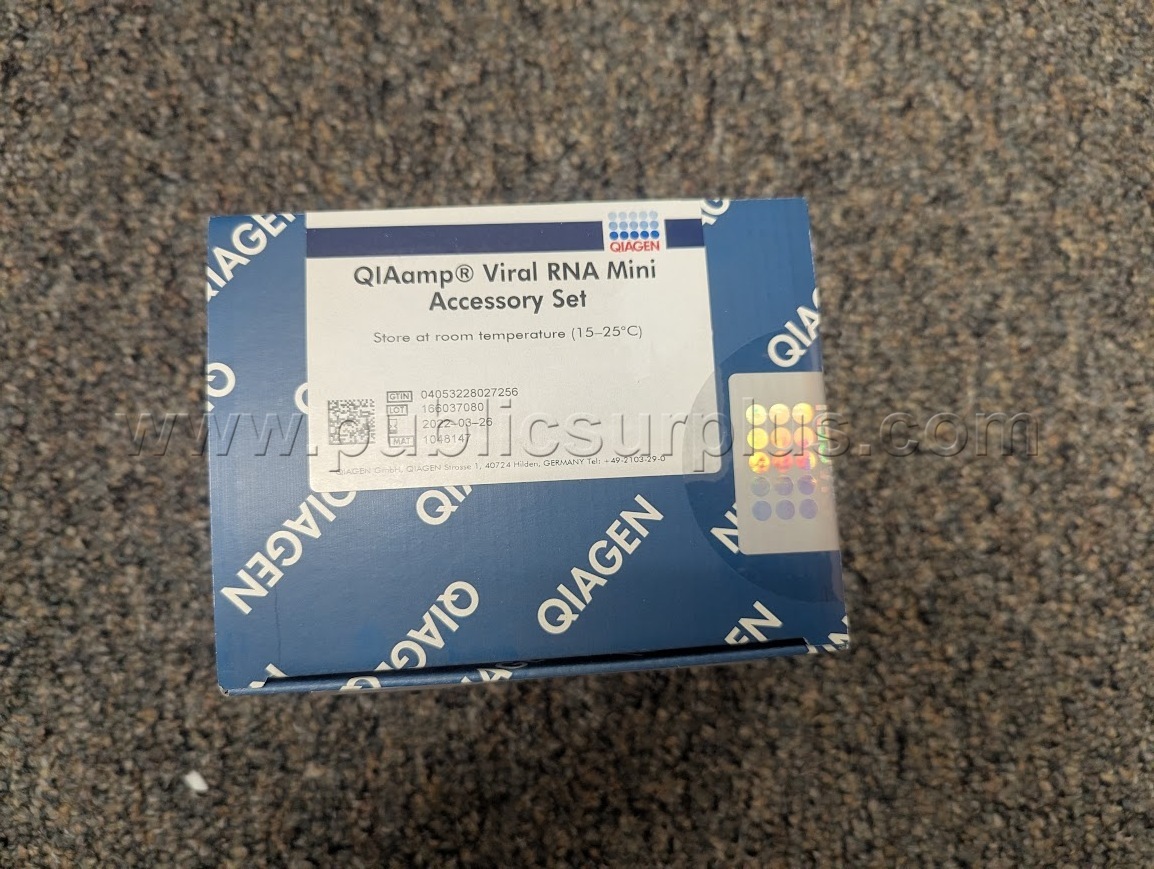 QIAGEN
QIAGEN
QIAamp® Viral RNA Mini
Accessory Set
Store at room temperature (15–25°C)
GTIN 04053228027256
LOT 166037080
2022-03-26
MAT 1048147
QIAGEN GmbH, QIAGEN Strasse 1, 40724 Hilden, GERMANY Tel: +49-2103-29-0
www.publicsurplus.com
QIAGEN
QIAGEN
QIAGEN